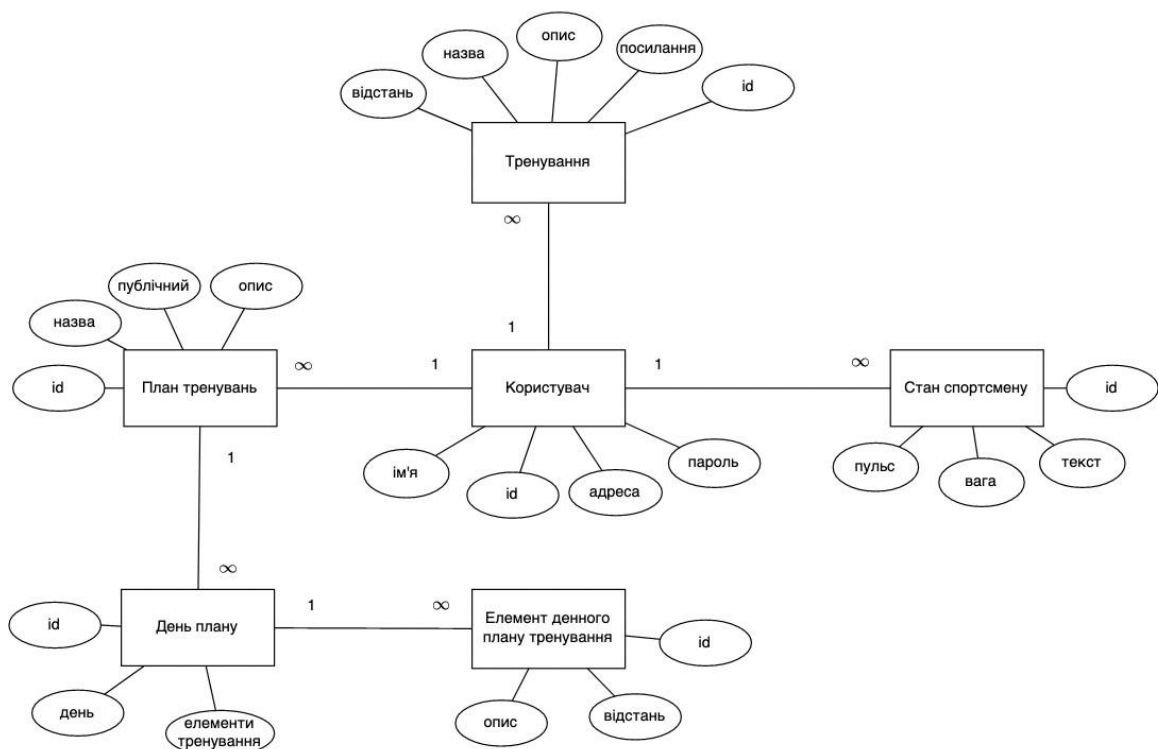 опис
назва
посилання
id
відстань
Тренування
∞
публічний
опис
назва
1
∞
1
1
∞
id
План тренувань
Користувач
Стан спортсмену
id
1
ім'я
пароль
пульс
текст
id
адреса
вага
∞
1
∞
id
День плану
Елемент денного
плану тренування
id
день
елементи
тренування
опис
відстань